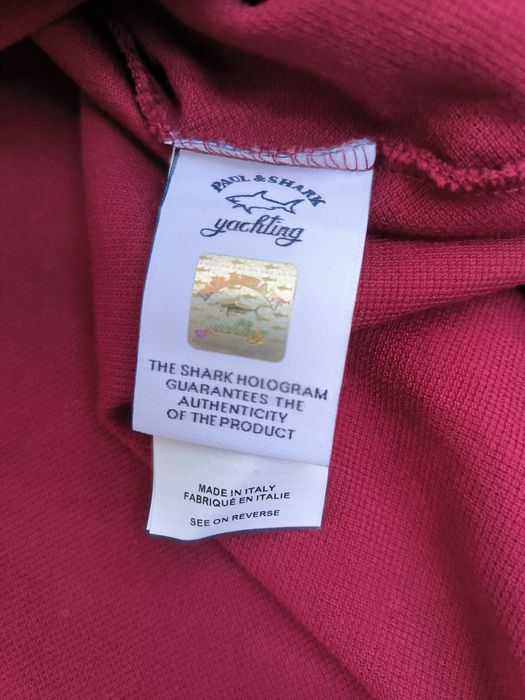 PAUL & SHARK
yachting
yachting
THE SHARK HOLOGRAM
GUARANTEES THE
AUTHENTICITY
OF THE PRODUCT
MADE IN ITALY
FABRIQUÉ EN ITALIE
SEE ON REVERSE